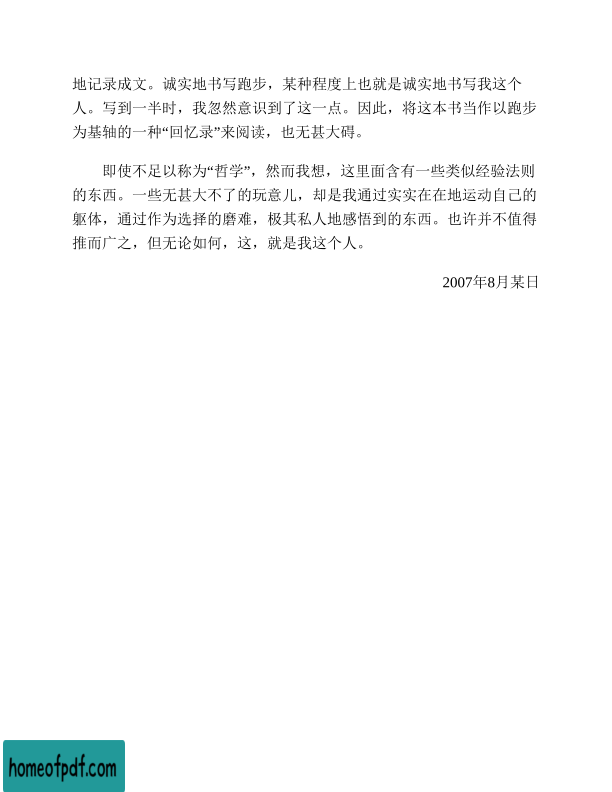 地记录成文。诚实地书写跑步，某种程度上也就是诚实地书写我这个
人。写到一半时，我忽然意识到了这一点。因此，将这本书当作以跑步
为基轴的一种“回忆录”来阅读，也无甚大碍。
即使不足以称为“哲学”，然而我想，这里面含有一些类似经验法则
的东西。一些无甚大不了的玩意儿，却是我通过实实在在地运动自己的
躯体，通过作为选择的磨难，极其私人地感悟到的东西。也许并不值得
推而广之，但无论如何，这，就是我这个人。
2007年8月某日
homeofpdf.com